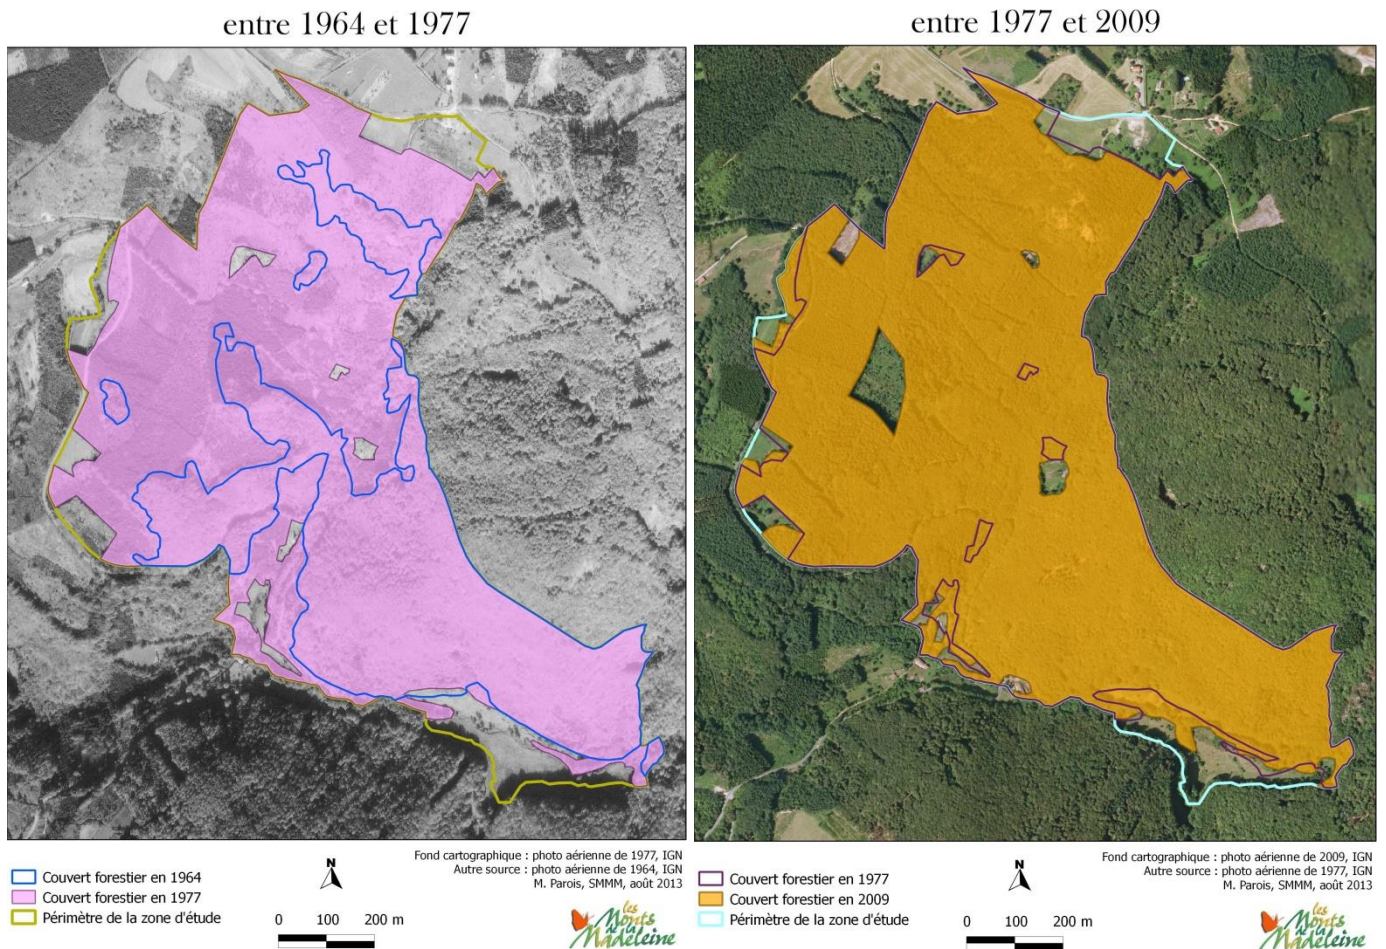 entre 1964 et 1977
Couvert forestier en 1964
Couvert forestier en 1977
Périmètre de la zone d'étude
N
0 100 200 m
Fond cartographique : photo aérienne de 1977, IGN
Autre source : photo aérienne de 1964, IGN
M. Parois, SMMM, août 2013
les
Monts
de la
Madeleine
entre 1977 et 2009
Couvert forestier en 1977
Couvert forestier en 2009
Périmètre de la zone d'étude
N
0 100 200 m
Fond cartographique : photo aérienne de 2009, IGN
Autre source : photo aérienne de 1977, IGN
M. Parois, SMMM, août 2013
les
Monts
de la
Madeleine